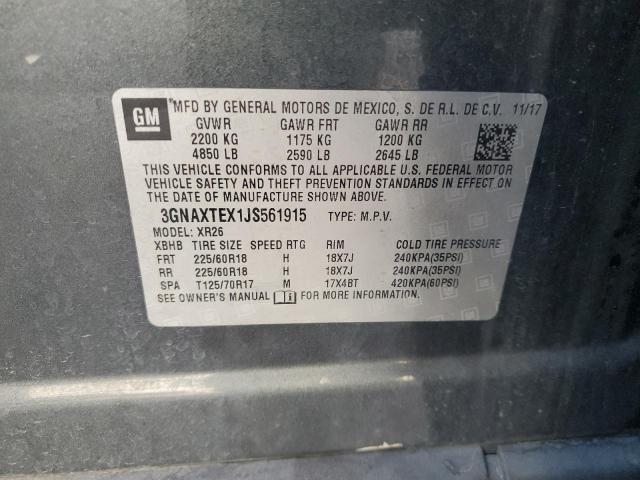 GM
*MFD BY GENERAL MOTORS DE MEXICO, S. DE R.L. DE C.V. 11/17
GVWR GAWR FRT GAWR RR
2200 KG 1175 KG 1200 KG
4850 LB 2590 LB 2645 LB
THIS VEHICLE CONFORMS TO ALL APPLICABLE U.S. FEDERAL MOTOR
VEHICLE SAFETY AND THEFT PREVENTION STANDARDS IN EFFECT ON
THE DATE OF MANUFACTURE SHOWN ABOVE.
3GNAXTEX1JS561915 TYPE: M.P.V.
MODEL: XR26
XBHB TIRE SIZE SPEED RTG RIM COLD TIRE PRESSURE
FRT 225/60R18 H 18X7J 240KPA(35PSI)
RR 225/60R18 H 18X7J 240KPA(35PSI)
SPA T125/70R17 M 17X4BT 420KPA(60PSI)
SEE OWNER'S MANUAL FOR MORE INFORMATION.